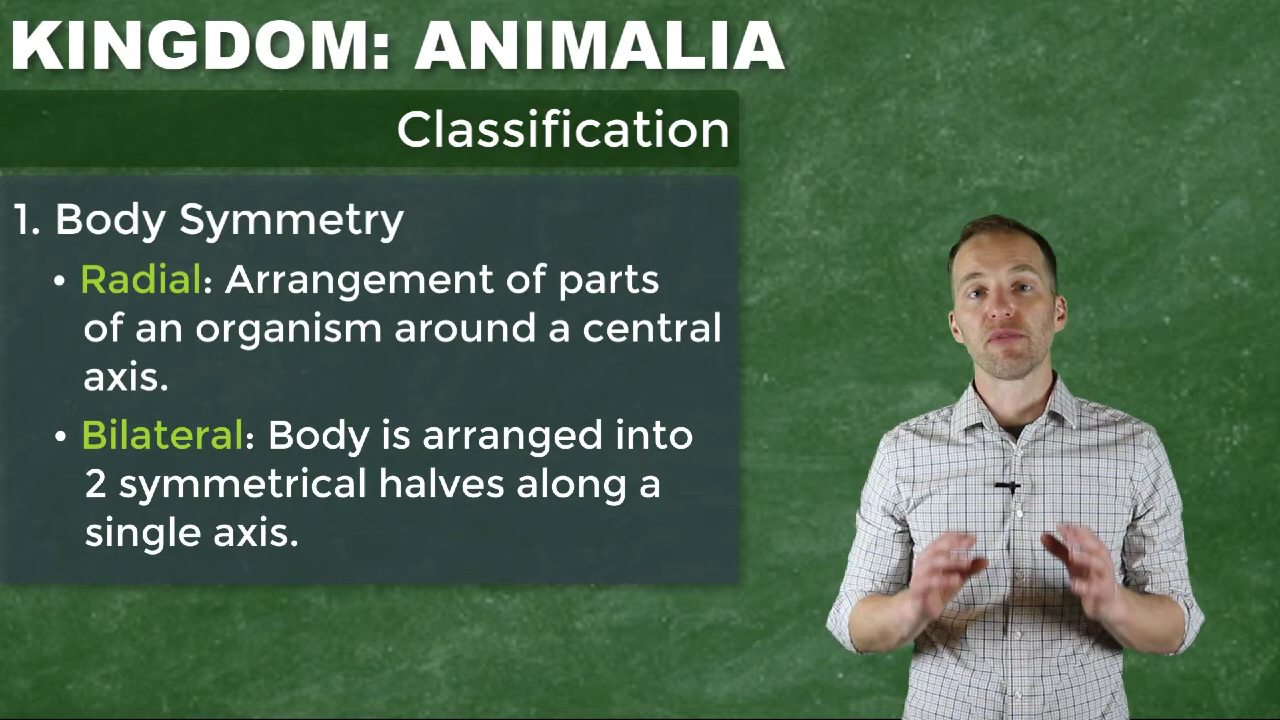 KINGDOM: ANIMALIA
Classification
1. Body Symmetry
• Radial: Arrangement of parts
of an organism around a central
axis.
• Bilateral: Body is arranged into
2 symmetrical halves along a
single axis.